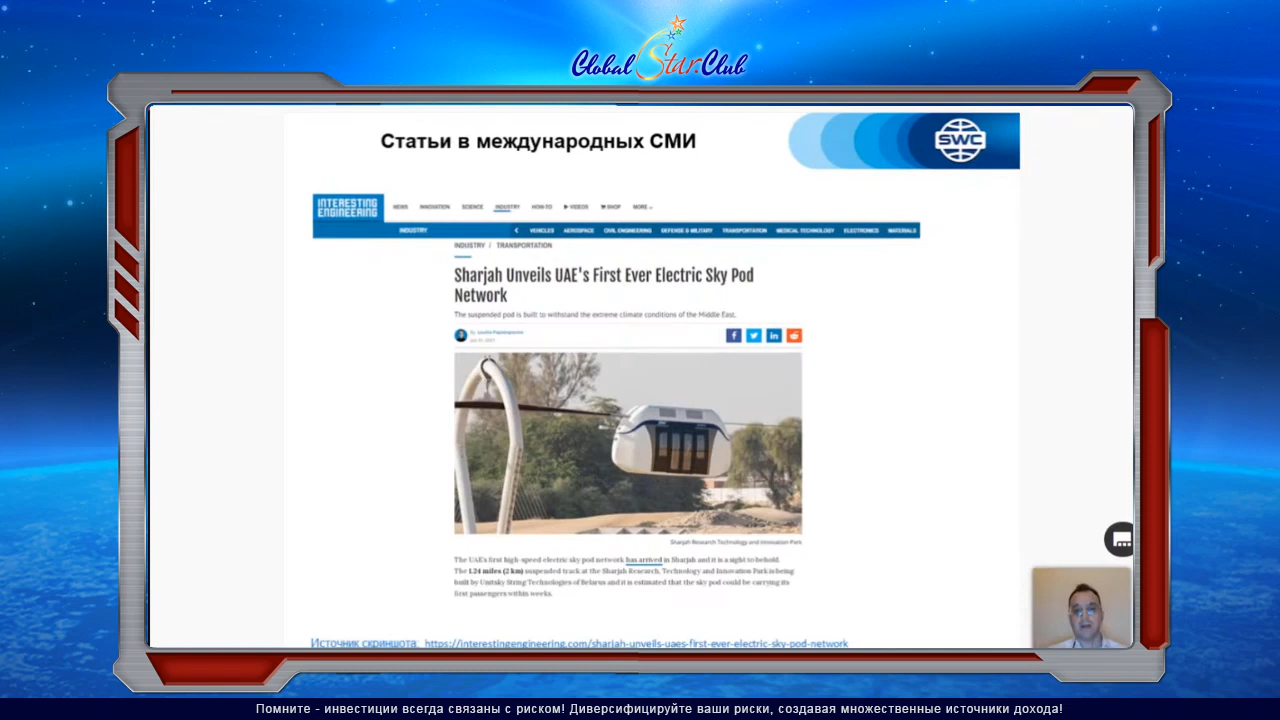 Global Star.Club
Статьи в международных СМИ
SWC
INTERESTING
ENGINEERING
NEWS INNOVATION SCIENCE INDUSTRY HOW-TO VIDEOS SHOP MORE
INDUSTRY VEHICLES AEROSPACE CIVIL ENGINEERING DEFENSE & MILITARY TRANSPORTATION MEDICAL TECHNOLOGY ELECTRONICS MATERIALS
INDUSTRY / TRANSPORTATION
Sharjah Unveils UAE's First Ever Electric Sky Pod
Network
The suspended pod is built to withstand the extreme climate conditions of the Middle East.
By
Sharjah Research Technology and Innovation Park
The UAE's first high-speed electric sky pod network has arrived in Sharjah and it is a sight to behold.
The 1.24 miles (2 km) suspended track at the Sharjah Research, Technology and Innovation Park is being
built by Unitsky String Technologies of Belarus and it is estimated that the sky pod could be carrying its
first passengers within weeks.
Источник скриншота: https://interestingengineering.com/sharjah-unveils-uaes-first-ever-electric-sky-pod-network
Помните - инвестиции всегда связаны с риском! Диверсифицируйте ваши риски, создавая множественные источники дохода!